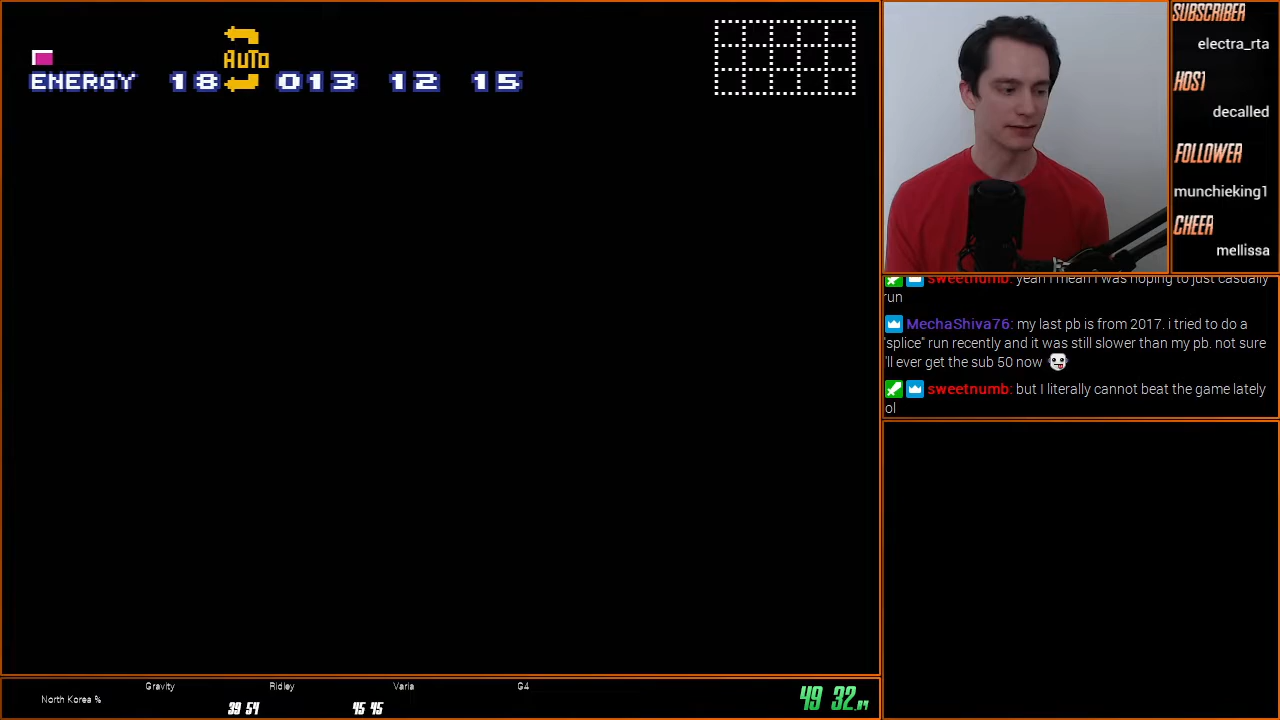 AUTO
ENERGY 18 013 12 15
SUBSCRIBER
electra_rta
HOST
decalled
FOLLOWER
munchieking1
CHEER
mellissa
sweetnumb: yeah I mean I was hoping to just casually
run
MechaShiva76: my last pb is from 2017. i tried to do a
"splice" run recently and it was still slower than my pb. not sure
'll ever get the sub 50 now
sweetnumb: but I literally cannot beat the game lately
ol
North Korea %
Gravity
39 54
Ridley
45 45
Varia
G4
49 32